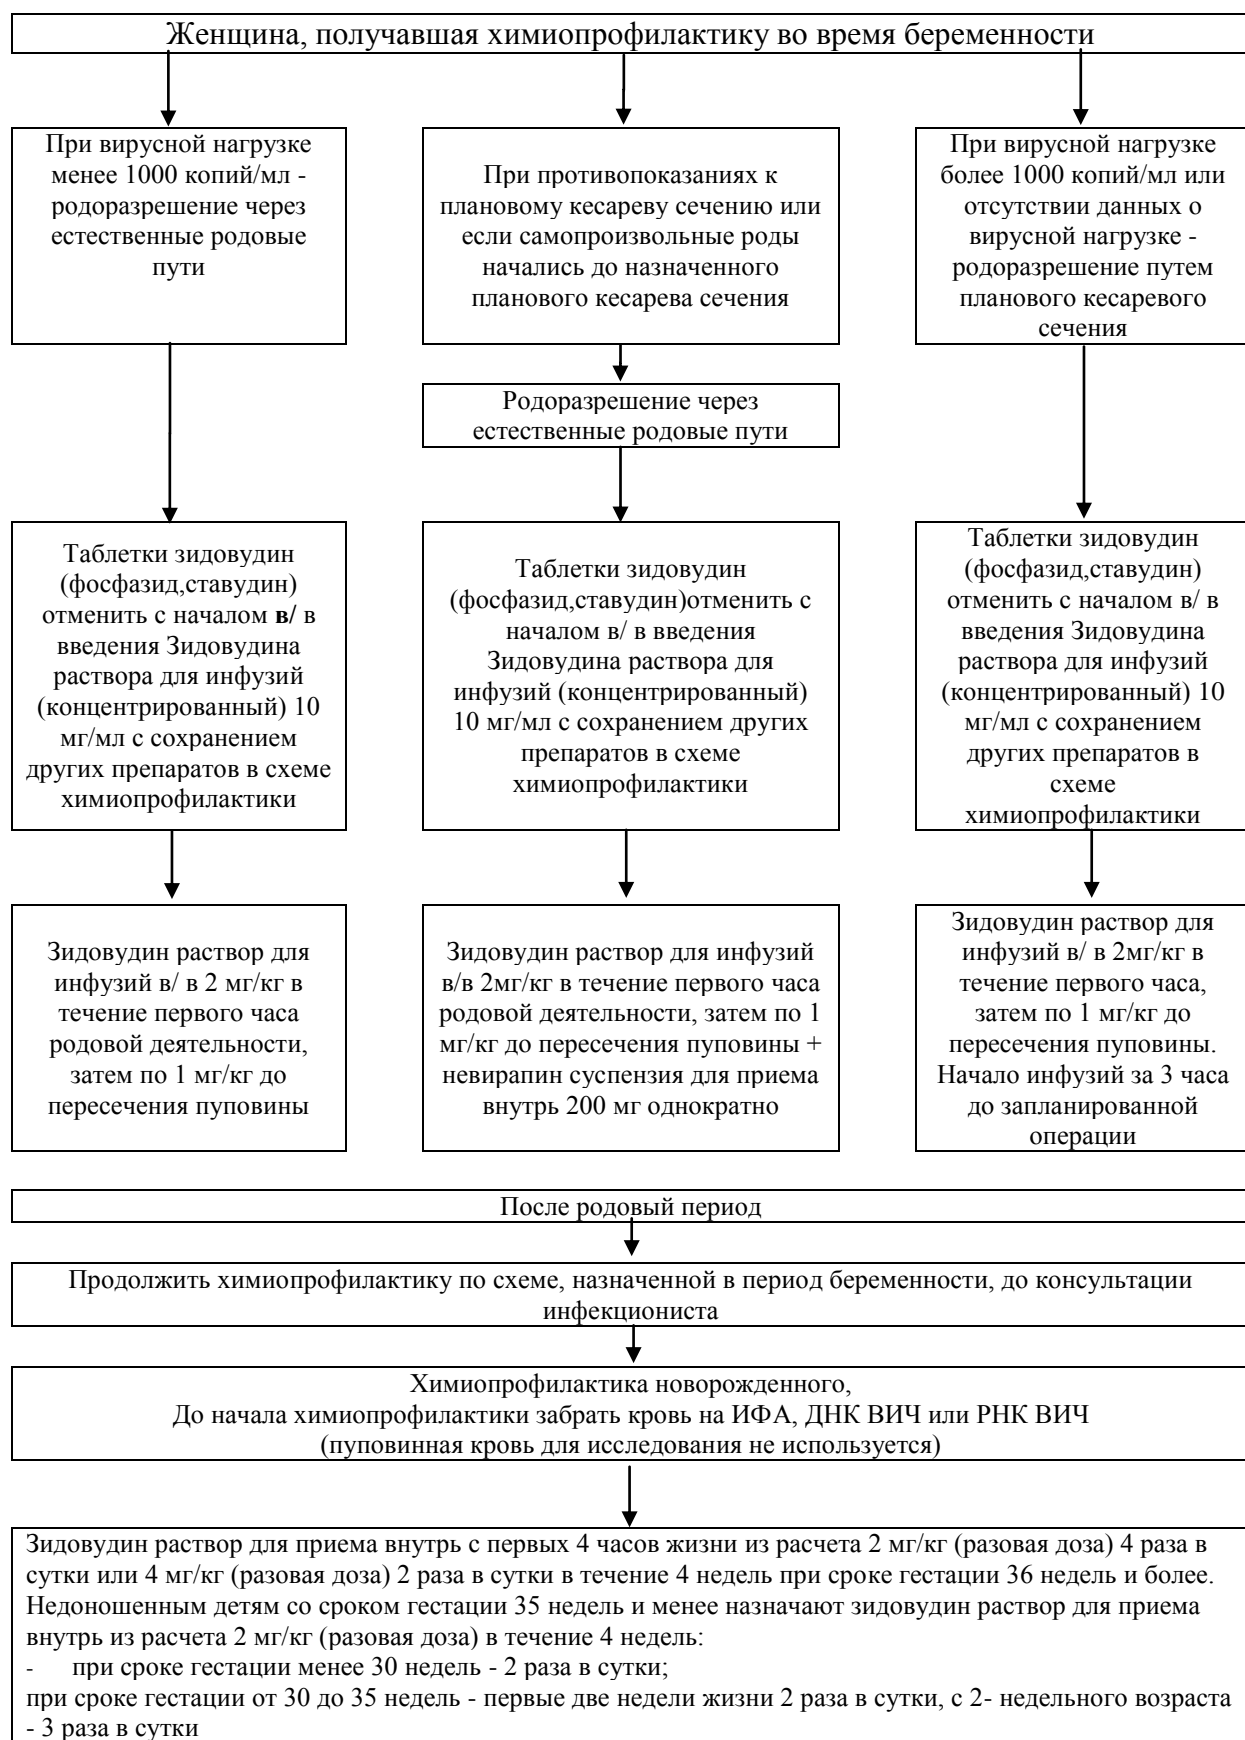 Женщина, получавшая химиопрофилактику во время беременности
При вирусной нагрузке
менее 1000 копий/мл -
родоразрешение через
естественные родовые
пути
При противопоказаниях к
плановому кесареву сечению или
если самопроизвольные роды
начались до назначенного
планового кесарева сечения
При вирусной нагрузке
более 1000 копий/мл или
отсутствии данных о
вирусной нагрузке -
родоразрешение путем
планового кесаревого
сечения
Родоразрешение через
естественные родовые пути
Таблетки зидовудин
(фосфазид,ставудин)
отменить с началом в/ в
введения Зидовудина
раствора для инфузий
(концентрированный) 10
мг/мл с сохранением
других препаратов в схеме
химиопрофилактики
Таблетки зидовудин
(фосфазид,ставудин)отменить с
началом в/ в введения
Зидовудина раствора для
инфузий (концентрированный)
10 мг/мл с сохранением других
препаратов в схеме
химиопрофилактики
Таблетки зидовудин
(фосфазид,ставудин)
отменить с началом в/ в
введения Зидовудина
раствора для инфузий
(концентрированный) 10
мг/мл с сохранением
других препаратов в
схеме
химиопрофилактики
Зидовудин раствор для
инфузий в/ в 2 мг/кг в
течение первого часа
родовой деятельности,
затем по 1 мг/кг до
пересечения пуповины
Зидовудин раствор для инфузий
в/в 2мг/кг в течение первого часа
родовой деятельности, затем по 1
мг/кг до пересечения пуповины +
невирапин суспензия для приема
внутрь 200 мг однократно
Зидовудин раствор для
инфузий в/ в 2мг/кг в
течение первого часа,
затем по 1 мг/кг до
пересечения пуповины.
Начало инфузий за 3 часа
до запланированной
операции
После родовый период
Продолжить химиопрофилактику по схеме, назначенной в период беременности, до консультации
инфекциониста
Химиопрофилактика новорожденного,
До начала химиопрофилактики забрать кровь на ИФА, ДНК ВИЧ или РНК ВИЧ
(пуповинная кровь для исследования не используется)
Зидовудин раствор для приема внутрь с первых 4 часов жизни из расчета 2 мг/кг (разовая доза) 4 раза в
сутки или 4 мг/кг (разовая доза) 2 раза в сутки в течение 4 недель при сроке гестации 36 недель и более.
Недоношенным детям со сроком гестации 35 недель и менее назначают зидовудин раствор для приема
внутрь из расчета 2 мг/кг (разовая доза) в течение 4 недель:
- при сроке гестации менее 30 недель - 2 раза в сутки;
при сроке гестации от 30 до 35 недель - первые две недели жизни 2 раза в сутки, с 2- недельного возраста
- 3 раза в сутки